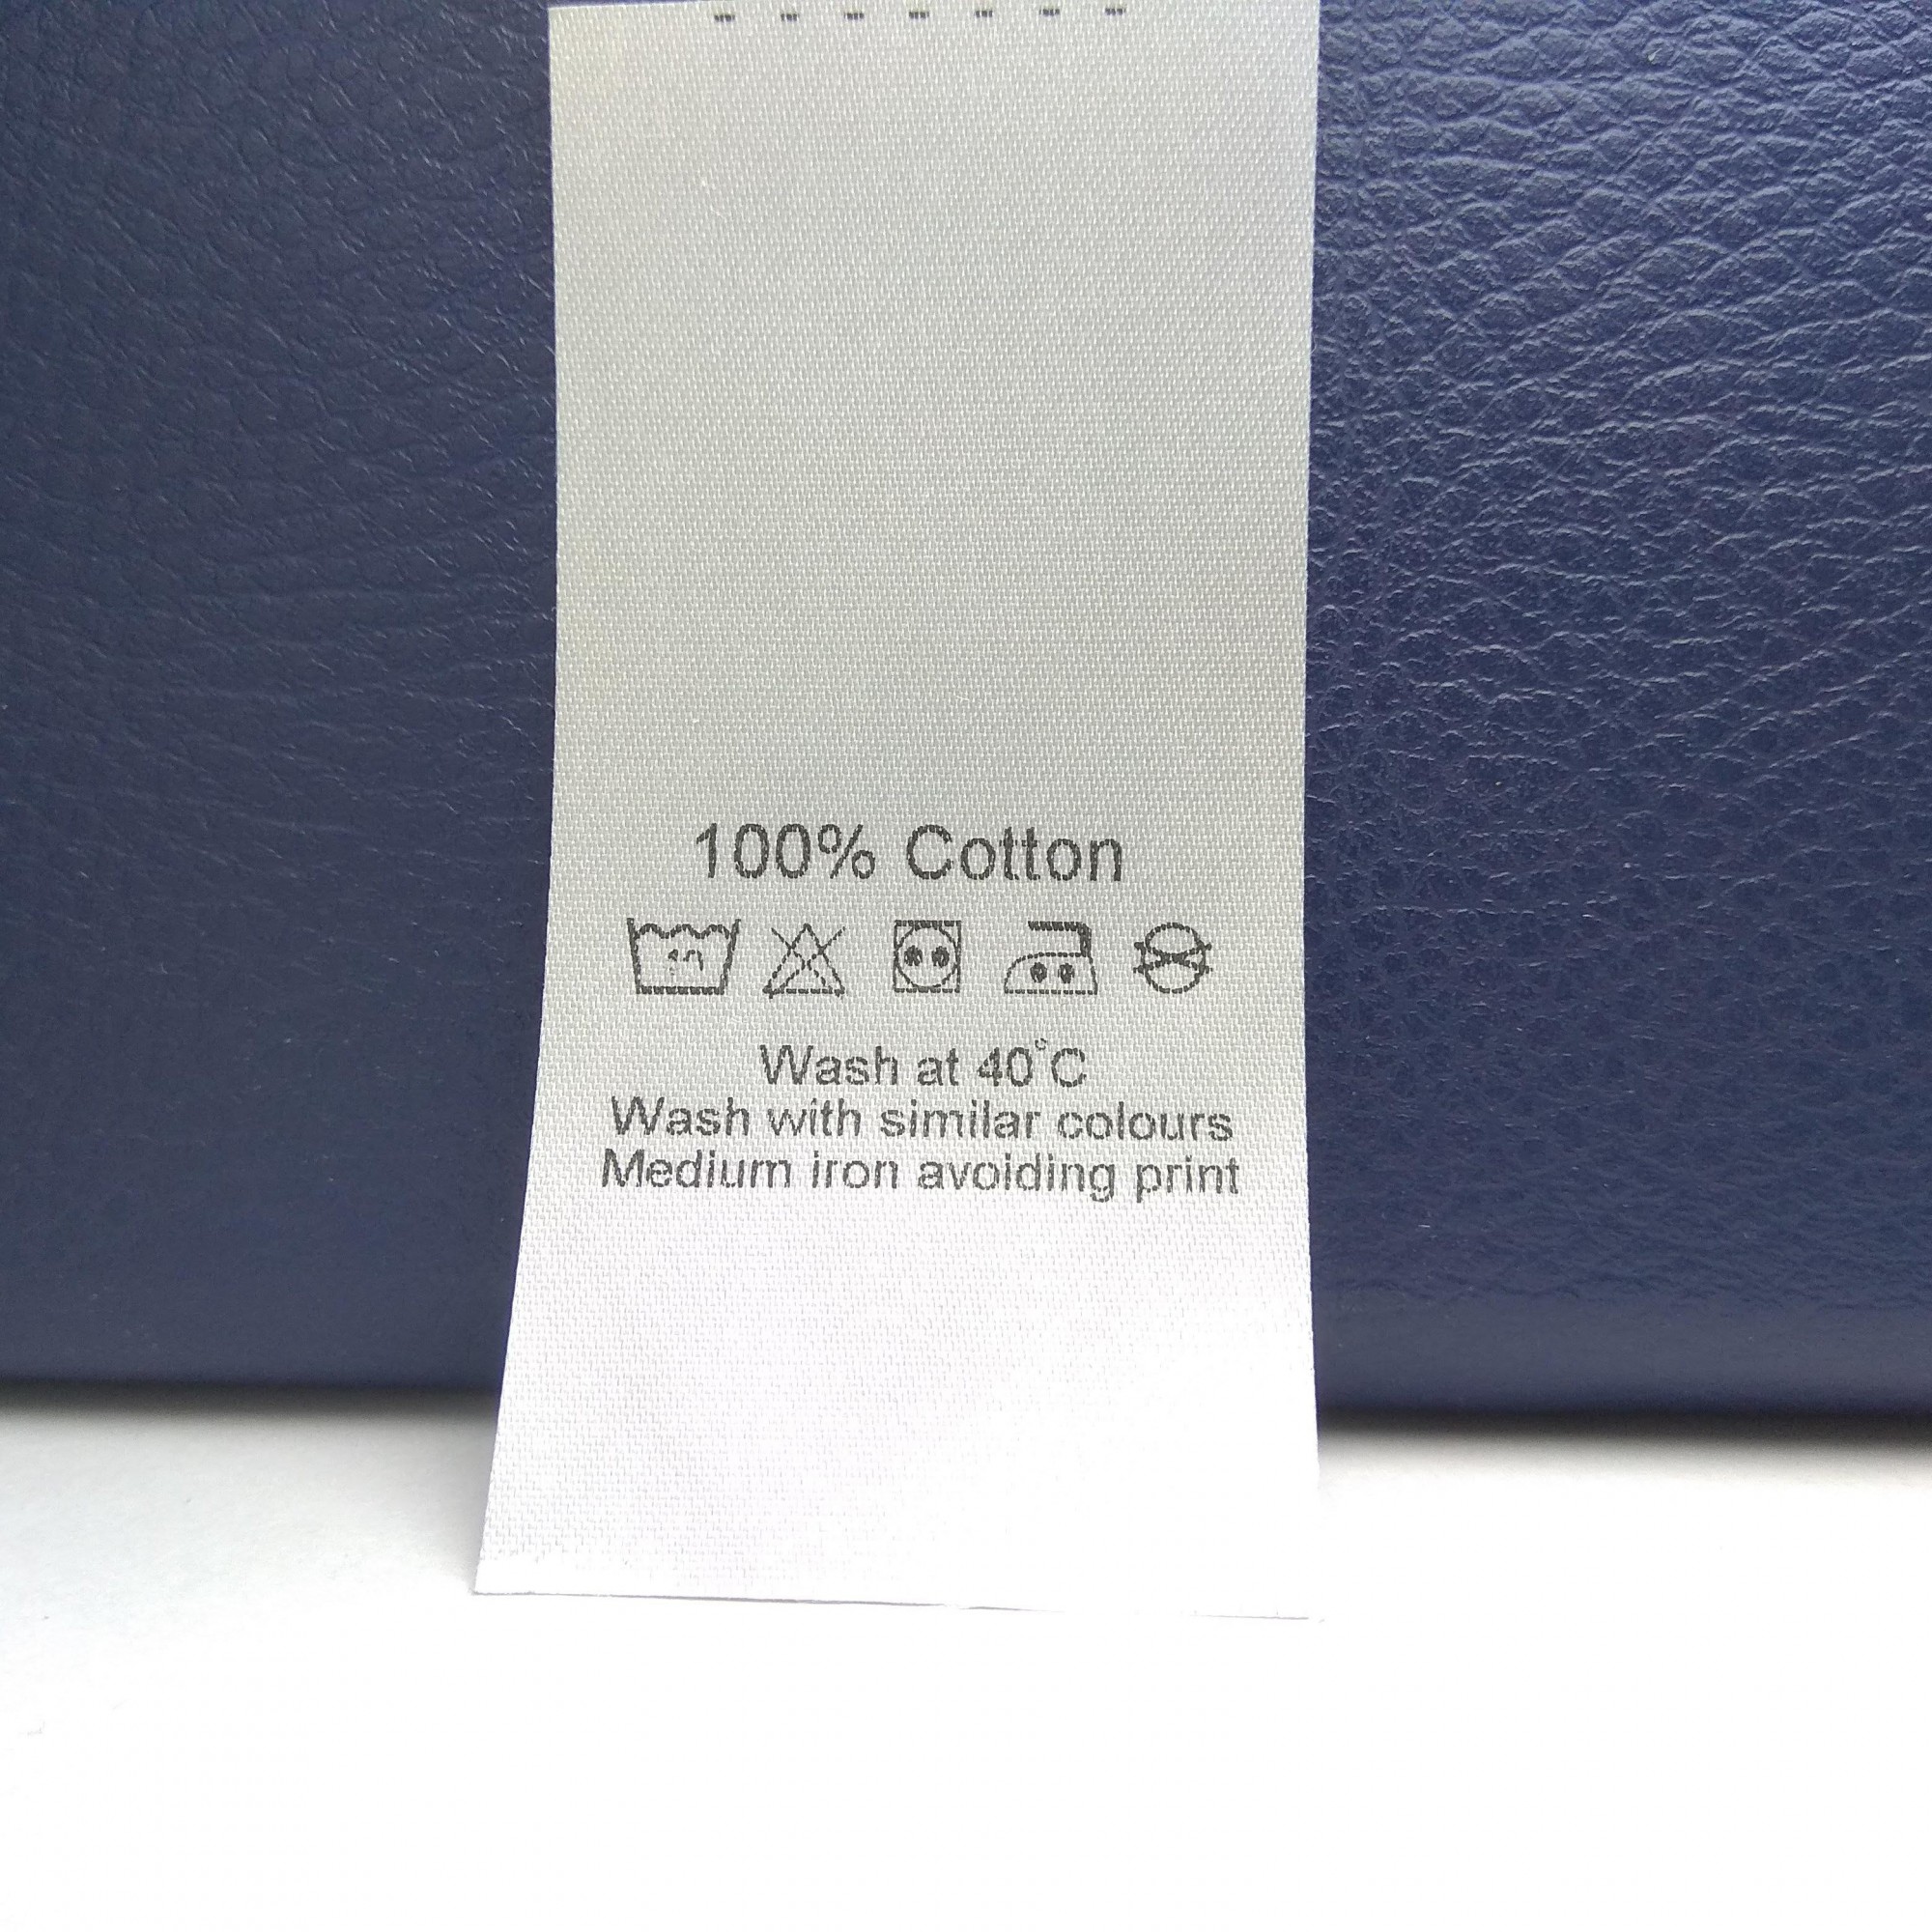 100% Cotton
Wash at 40°C
Wash with similar colours
Medium iron avoiding print